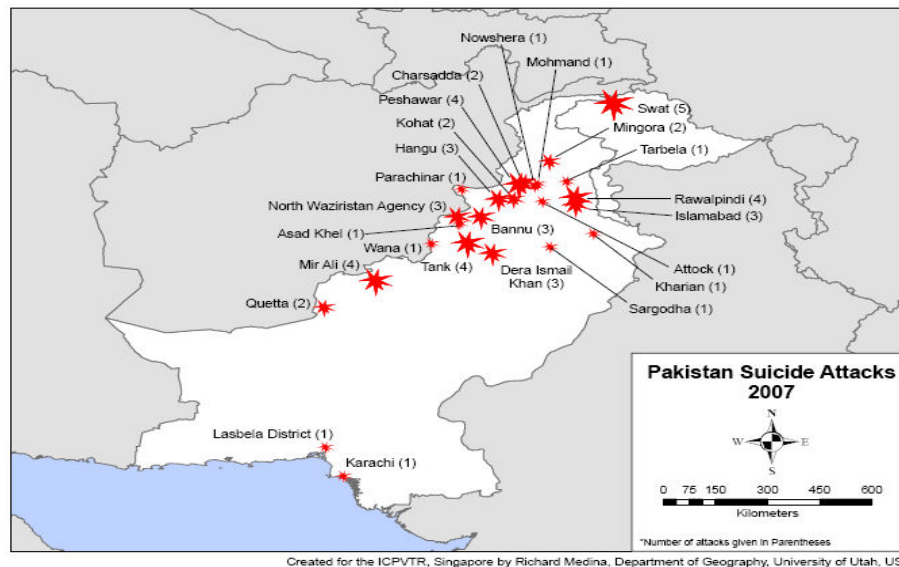 Nowshera (1)
Mohmand (1)
Charsadda (2)
Peshawar (4)
Swat (5)
Kohat (2)
Mingora (2)
Hangu (3)
Tarbela (1)
Parachinar (1)
Rawalpindi (4)
North Waziristan Agency (3)
Islamabad (3)
Asad Khel (1)
Bannu (3)
Wana (1)
Mir Ali (4)
Tank (4)
Dera Ismail
Khan (3)
Attock (1)
Kharian (1)
Quetta (2)
Sargodha (1)
Pakistan Suicide Attacks
2007
N
W E
S
Lasbela District (1)
Karachi (1)
0 75 150 300 450 600
Kilometers
*Number of attacks given in Parentheses
Created for the ICPVTR, Singapore by Richard Medina, Department of Geography, University of Utah, US